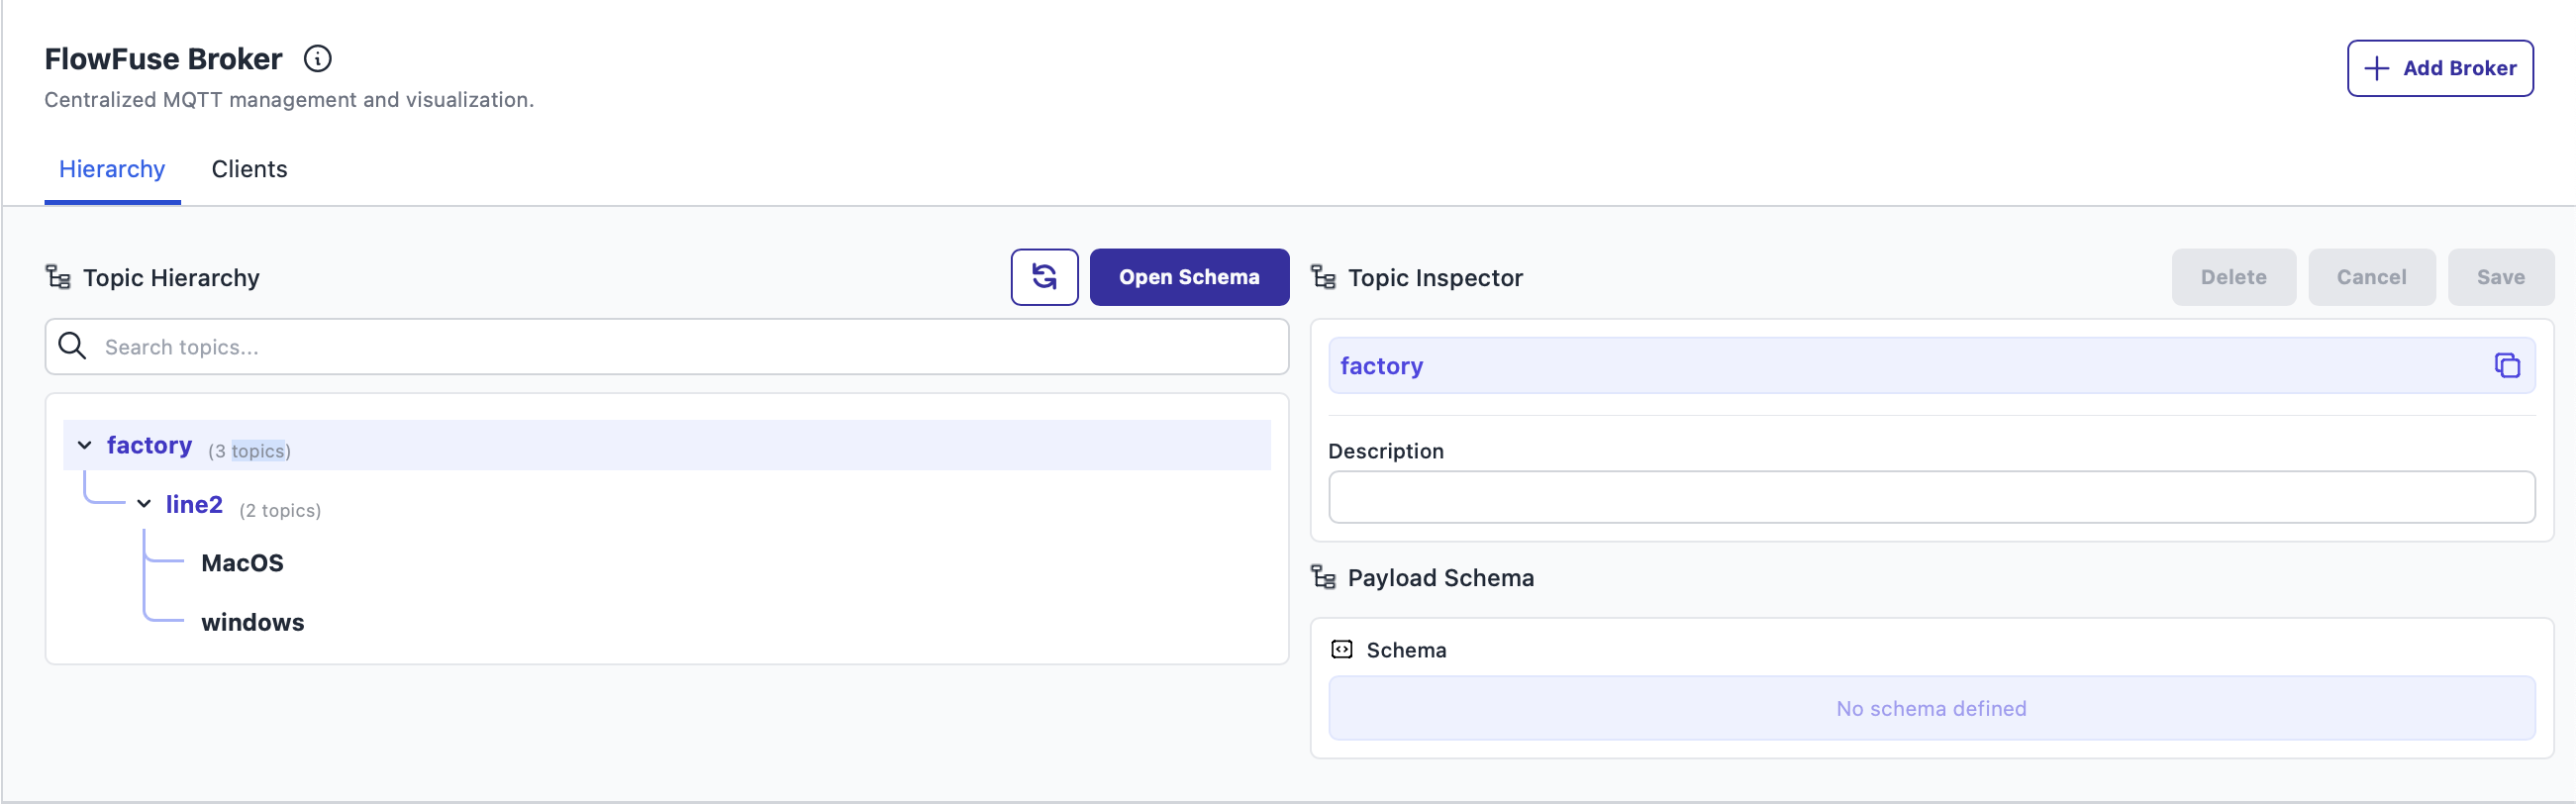 FlowFuse Broker
Centralized MQTT management and visualization.
Add Broker
Hierarchy Clients
Topic Hierarchy
Open Schema
Search topics...
factory (3 topics)
line2 (2 topics)
MacOS
windows
Topic Inspector
Delete Cancel Save
factory
Description
Payload Schema
Schema
No schema defined